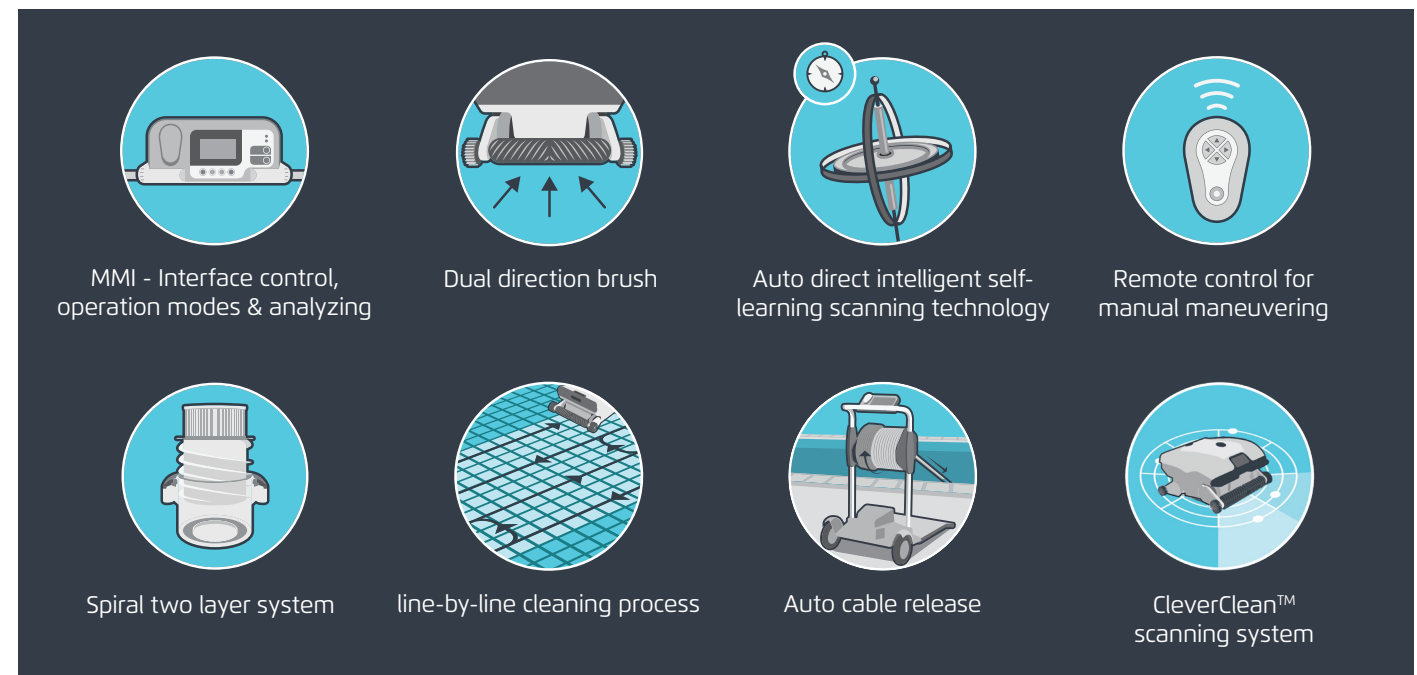 MMI - Interface control,
operation modes & analyzing
Dual direction brush
Auto direct intelligent self-
learning scanning technology
Remote control for
manual maneuvering
Spiral two layer system
line-by-line cleaning process
Auto cable release
CleverClean™
scanning system